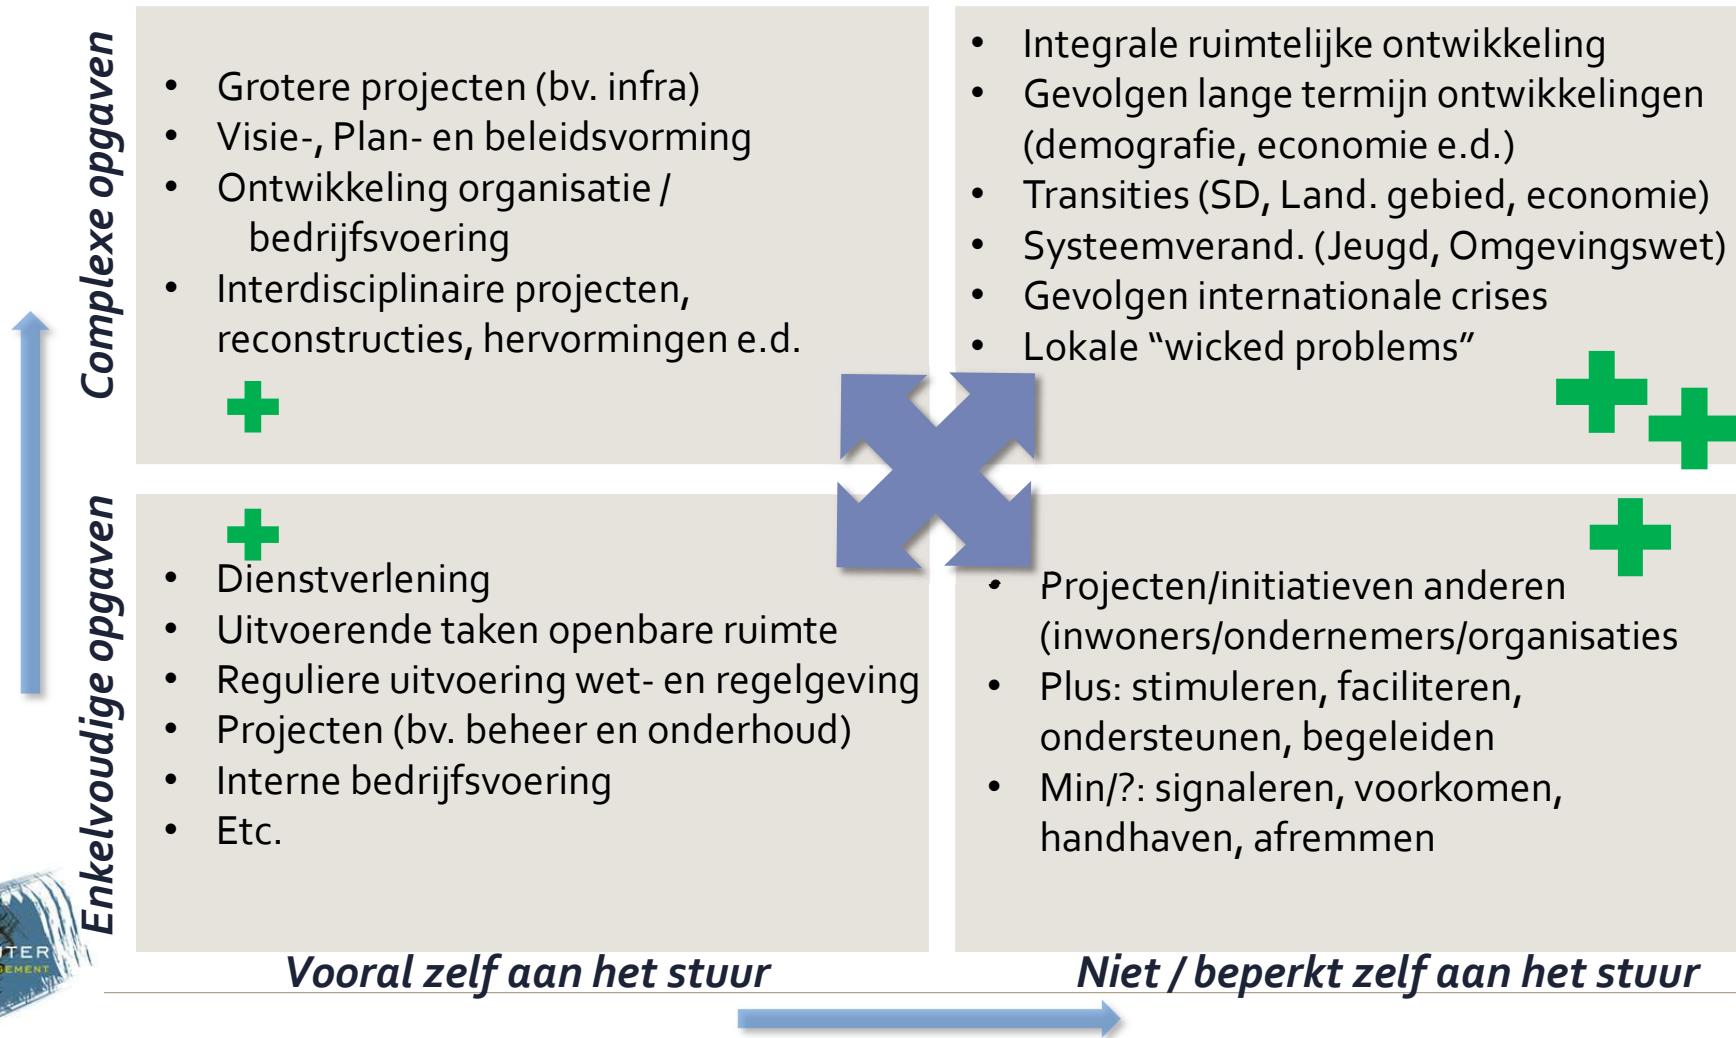 Complexe opgaven
• Grotere projecten (bv. infra)
• Visie-, Plan- en beleidsvorming
• Ontwikkeling organisatie /
bedrijfsvoering
• Interdisciplinaire projecten,
reconstructies, hervormingen e.d.
• Integrale ruimtelijke ontwikkeling
• Gevolgen lange termijn ontwikkelingen
(demografie, economie e.d.)
• Transities (SD, Land. gebied, economie)
• Systeemverand. (Jeugd, Omgevingswet)
• Gevolgen internationale crises
• Lokale “wicked problems”
Enkelvoudige opgaven
• Dienstverlening
• Uitvoerende taken openbare ruimte
• Reguliere uitvoering wet- en regelgeving
• Projecten (bv. beheer en onderhoud)
• Interne bedrijfsvoering
• Etc.
• Projecten/initiatieven anderen
(inwoners/ondernemers/organisaties
• Plus: stimuleren, faciliteren,
ondersteunen, begeleiden
• Min/?: signaleren, voorkomen,
handhaven, afremmen
Vooral zelf aan het stuur
Niet / beperkt zelf aan het stuur